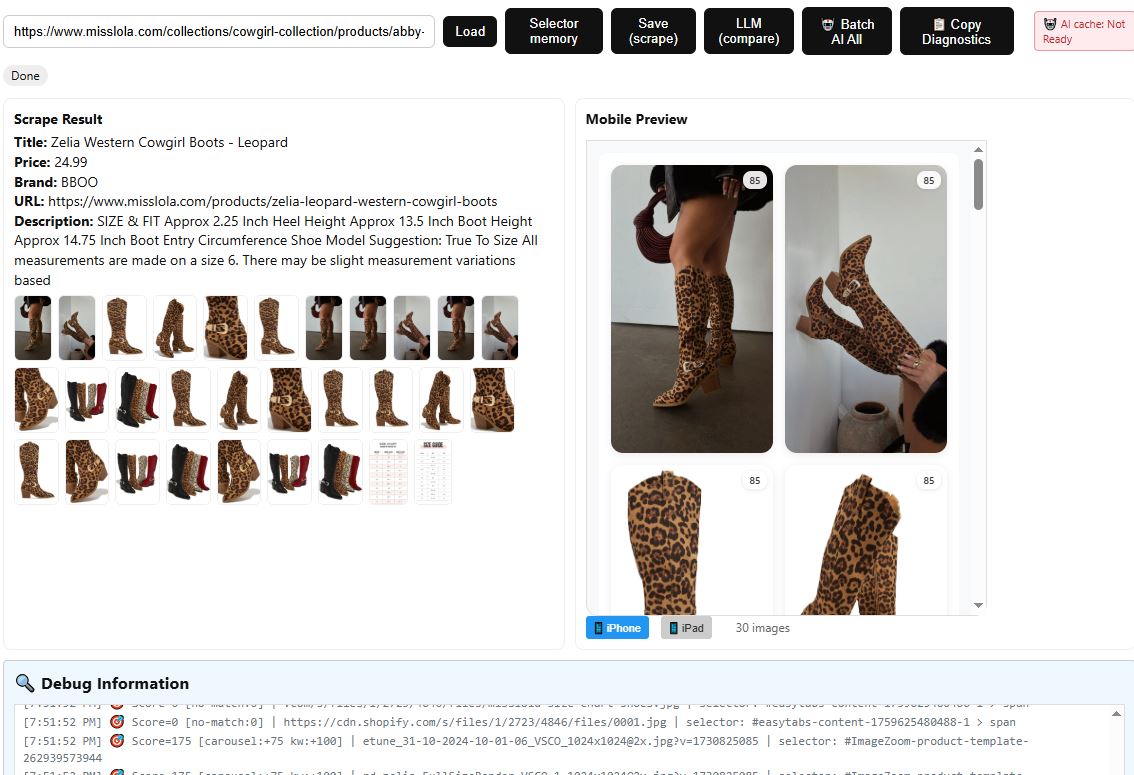 https://www.misslola.com/collections/cowgirl-collection/products/abby-
Load
Selector
memory
Save
(scrape)
LLM
(compare)
Batch
AI All
Copy
Diagnostics
AI cache: Not
Ready
Done
Scrape Result
Title: Zelia Western Cowgirl Boots - Leopard
Price: 24.99
Brand: BBOO
URL: https://www.misslola.com/products/zelia-leopard-western-cowgirl-boots
Description: SIZE & FIT Approx 2.25 Inch Heel Height Approx 13.5 Inch Boot Height
Approx 14.75 Inch Boot Entry Circumference Shoe Model Suggestion: True To Size All
measurements are made on a size 6. There may be slight measurement variations
based
SIZE GUIDE
Mobile Preview
85
85
85
85
iPhone
iPad
30 images
Debug Information
[7:51:52 PM] 🎯 Score=0 [no-match:0] | https://cdn.shopify.com/s/files/1/2723/4846/files/0001.jpg | selector: #easytabs-content-1759625480488-1 > span
[7:51:52 PM] 🎯 Score=175 [carousel:+75 kw:+100] | etune_31-10-2024-10-01-06_VSCO_1024x1024@2x.jpg?v=1730825085 | selector: #ImageZoom-product-template-
262939573944